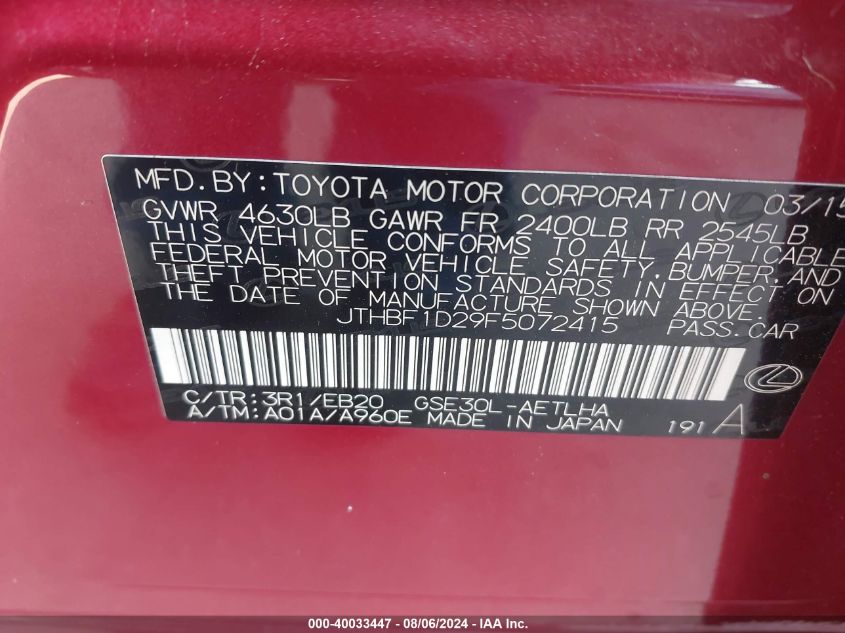 MFD.BY:TOYOTA MOTOR CORPORATION 03/15
GVWR 4630LB GAWR FR 2400LB RR 2545LB
THIS VEHICLE CONFORMS TO ALL APPLICABLE
FEDERAL MOTOR VEHICLE SAFETY,BUMPER,AND
THEFT PREVENTION STANDARDS IN EFFECT ON
THE DATE OF MANUFACTURE SHOWN ABOVE.
JTHBF1D29F5072415 PASS.CAR
C/TR:3R1/EB20 GSE30L-AETLHA
A/TM:A01A/A960E MADE IN JAPAN 191 A
000-40033447 - 08/06/2024 - IAA Inc.